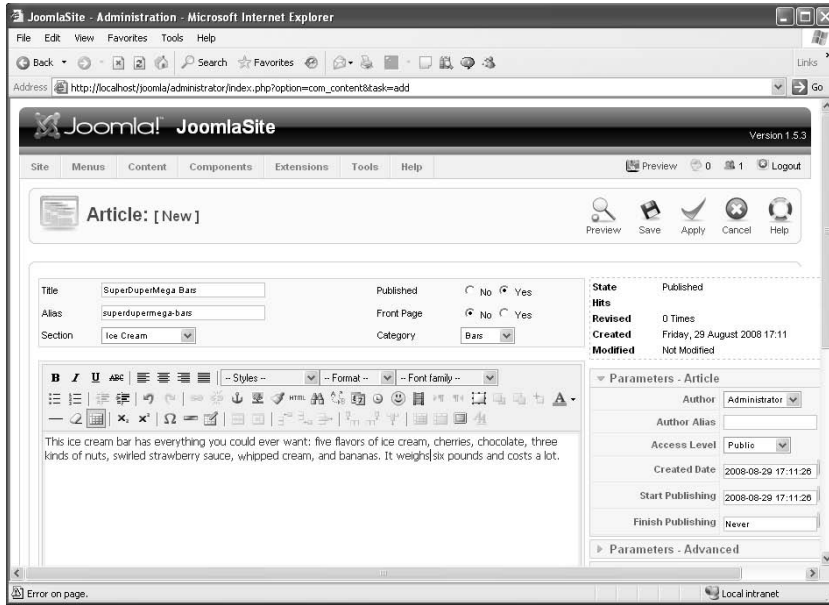 JoomlaSite - Administration - Microsoft Internet Explorer
File Edit View Favorites Tools Help
Back Search Favorites Links
Address http://localhost/joomla/administrator/index.php?option=com_content&task=add Go
Joomla! JoomlaSite
Version 1.5.3
Site Menus Content Components Extensions Tools Help Preview 0 1 Logout
Article: [ New ]
Preview Save Apply Cancel Help
Title SuperDuperMega Bars Published No Yes
Alias superdupermega-bars Front Page No Yes
Section Ice Cream Category Bars
State Published
Hits
Revised 0 Times
Created Friday, 29 August 2008 17:11
Modified Not Modified
B I U ABC -- Styles -- -- Format -- -- Font family --
HTML
This ice cream bar has everything you could ever want: five flavors of ice cream, cherries, chocolate, three
kinds of nuts, swirled strawberry sauce, whipped cream, and bananas. It weighs six pounds and costs a lot.
Parameters - Article
Author Administrator
Author Alias
Access Level Public
Created Date 2008-08-29 17:11:26
Start Publishing 2008-08-29 17:11:26
Finish Publishing Never
Parameters - Advanced
Error on page. Local intranet